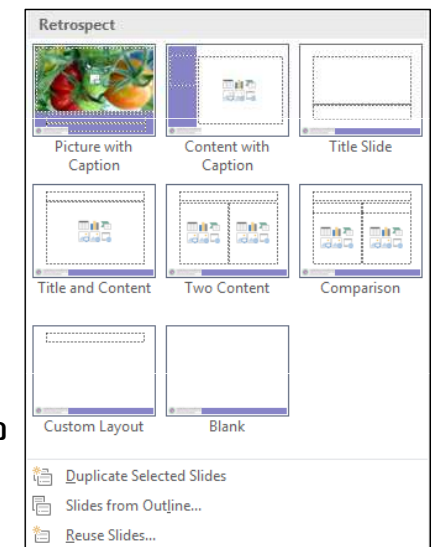 Retrospect
Picture with Caption
Content with Caption
Title Slide
Title and Content
Two Content
Comparison
Custom Layout
Blank
Duplicate Selected Slides
Slides from Outline...
Reuse Slides...